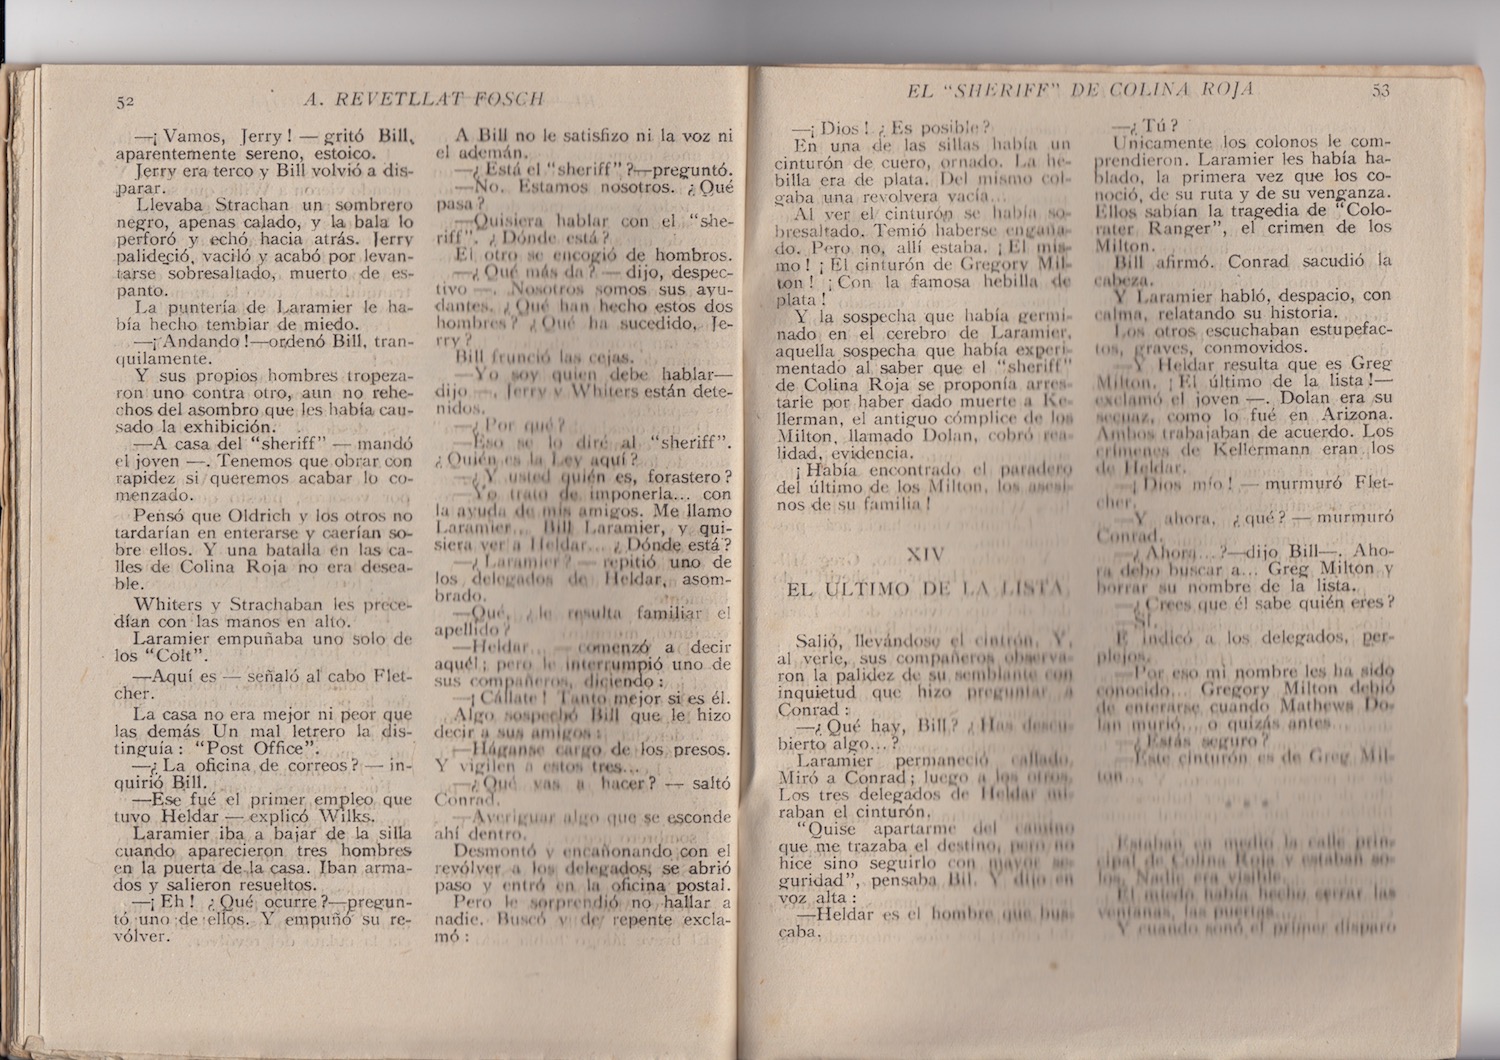 52
A. REVETLLAT FOSCH
—¡ Vamos, Jerry ! — gritó Bill,
aparentemente sereno, estoico.
Jerry era terco y Bill volvió a dis-
parar.
Llevaba Strachan un sombrero
negro, apenas calado, y la bala lo
perforó y echó hacia atrás. Jerry
palideció, vaciló y acabó por levan-
tarse sobresaltado, muerto de es-
panto.
La puntería de Laramier le ha-
bía hecho temblar de miedo.
—¡ Andando !—ordenó Bill, tran-
quilamente.
Y sus propios hombres tropeza-
ron uno contra otro, aun no rehe-
chos del asombro que les había cau-
sado la exhibición.
—A casa del “sheriff” — mandó
el joven —. Tenemos que obrar con
rapidez si queremos acabar lo co-
menzado.
Pensó que Oldrich y los otros no
tardarían en enterarse y caerían so-
bre ellos. Y una batalla en las ca-
lles de Colina Roja no era desea-
ble.
Whiters y Strachaban les prece-
dían con las manos en alto.
Laramier empuñaba uno solo de
los “Colt”.
—Aquí es — señaló al cabo Flet-
cher.
La casa no era mejor ni peor que
las demás Un mal letrero la dis-
tinguía : “Post Office”.
—¿ La oficina de correos ? — in-
quirió Bill.
—Ese fué el primer empleo que
tuvo Heldar — explicó Wilks.
Laramier iba a bajar de la silla
cuando aparecieron tres hombres
en la puerta de la casa. Iban arma-
dos y salieron resueltos.
—¡ Eh ! ¿ Qué ocurre ?—pregun-
tó uno de ellos. Y empuñó su re-
vólver.
A Bill no le satisfizo ni la voz ni
el ademán.
—¿ Está el “sheriff” ?—preguntó.
—No. Estamos nosotros. ¿ Qué
pasa ?
—Quisiera hablar con el “she-
riff”. ¿ Dónde está ?
El otro se encogió de hombros.
—¿ Qué más da ? — dijo, despec-
tivo —. Nosotros somos sus ayu-
dantes. ¿ Qué han hecho estos dos
hombres ? ¿ Qué ha sucedido, Je-
rry ?
Bill frunció las cejas.
—Yo soy quien debe hablar—
dijo —. Jerry y Whiters están dete-
nidos.
—¿ Por qué ?
—Eso se lo diré al “sheriff”.
¿ Quién es la Ley aquí ?
—¿ Y usted quién es, forastero ?
—Yo trato de imponerla... con
la ayuda de mis amigos. Me llamo
Laramier... Bill Laramier, y qui-
siera ver a Heldar... ¿ Dónde está ?
—¿ Laramier ? — repitió uno de
los delegados de Heldar, asom-
brado.
—Qué, ¿ le resulta familiar el
apellido ?
—Heldar... — comenzó a decir
aquél ; pero le interrumpió uno de
sus compañeros, diciendo :
—¡ Cállate ! Tanto mejor si es él.
Algo sospechó Bill que le hizo
decir a sus amigos :
—Háganse cargo de los presos.
Y vigilen a estos tres...
—¿ Qué vas a hacer ? — saltó
Conrad.
—Averiguar algo que se esconde
ahí dentro.
Desmontó y encañonando con el
revólver a los delegados, se abrió
paso y entró en la oficina postal.
Pero le sorprendió no hallar a
nadie. Buscó y de repente excla-
mó :
EL “SHERIFF” DE COLINA ROJA
53
—¡ Dios ! ¿ Es posible ?
En una de las sillas había un
cinturón de cuero, ornado. La he-
billa era de plata. Del mismo col-
gaba una revolvera vacía...
Al ver el cinturón se había so-
bresaltado. Temió haberse engaña-
do. Pero no, allí estaba. ¡ El mis-
mo ! ¡ El cinturón de Gregory Mil-
ton ! ¡ Con la famosa hebilla de
plata !
Y la sospecha que había germi-
nado en el cerebro de Laramier,
aquella sospecha que había experi-
mentado al saber que el “sheriff”
de Colina Roja se proponía arres-
tarle por haber dado muerte a Ke-
llerman, el antiguo cómplice de los
Milton, llamado Dolan, cobró rea-
lidad, evidencia.
¡ Había encontrado el paradero
del último de los Milton, los asesi-
nos de su familia !
XIV
EL ULTIMO DE LA LISTA
Salió, llevándose el cintrón. Y,
al verle, sus compañeros observa-
ron la palidez de su semblante con
inquietud que hizo preguntar a
Conrad :
—¿ Qué hay, Bill ? ¿ Has descu-
bierto algo... ?
Laramier permaneció callado.
Miró a Conrad ; luego a los otros.
Los tres delegados de Heldar mi-
raban el cinturón.
“Quise apartarme del camino
que me trazaba el destino, pero no
hice sino seguirlo con mayor se-
guridad”, pensaba Bil. Y dijo en
voz alta :
—Heldar es el hombre que bus-
caba.
—¿ Tú ?
Unicamente los colonos le com-
prendieron. Laramier les había ha-
blado, la primera vez que los co-
noció, de su ruta y de su venganza.
Ellos sabían la tragedia de “Colo-
rater Ranger”, el crimen de los
Milton.
Bill afirmó. Conrad sacudió la
cabeza.
Y Laramier habló, despacio, con
calma, relatando su historia.
Los otros escuchaban estupefac-
tos, graves, conmovidos.
—Y Heldar resulta que es Greg
Milton. ¡ El último de la lista !—
exclamó el joven —. Dolan era su
secuaz, como lo fué en Arizona.
Ambos trabajaban de acuerdo. Los
crímenes de Kellermann eran los
de Heldar.
—¡ Dios mío ! — murmuró Flet-
cher.
—Y ahora, ¿ qué ? — murmuró
Conrad.
—¿ Ahora... ?—dijo Bill—. Aho-
ra debo buscar a... Greg Milton y
borrar su nombre de la lista.
—¿ Crees que él sabe quién eres ?
—Sí.
E indicó a los delegados, per-
plejos.
—Por eso mi nombre les ha sido
conocido... Gregory Milton debió
de enterarse cuando Mathews Do-
lan murió... o quizás antes...
—¿ Estás seguro ?
—Este cinturón es de Greg Mil-
ton...
* * *
Estaban en medio la calle prin-
cipal de Colina Roja y estaban so-
los. Nadie era visible.
El miedo había hecho cerrar las
ventanas, las puertas...
Y cuando sonó el primer disparo